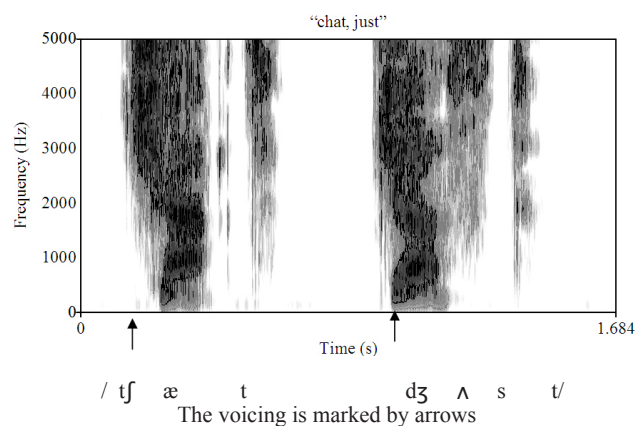 “chat, just”
5000
4000
3000
2000
1000
0
Frequency (Hz)
0 1.684
Time (s)
/ tʃ æ t dʒ ʌ s t/
The voicing is marked by arrows